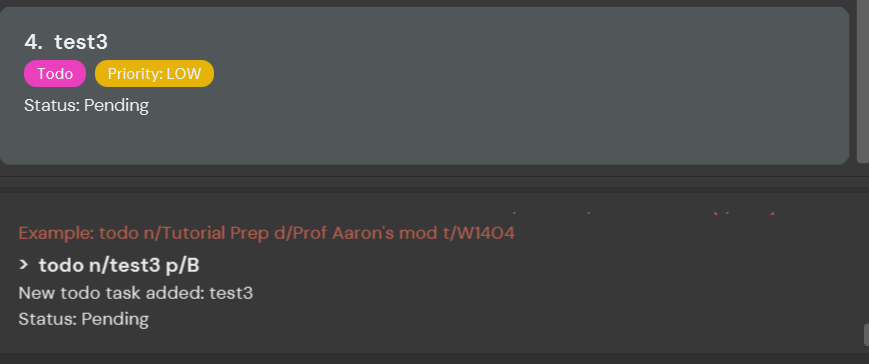 4. test3
Todo Priority: LOW
Status: Pending
Example: todo n/Tutorial Prep d/Prof Aaron's mod t/W1404
> todo n/test3 p/B
New todo task added: test3
Status: Pending